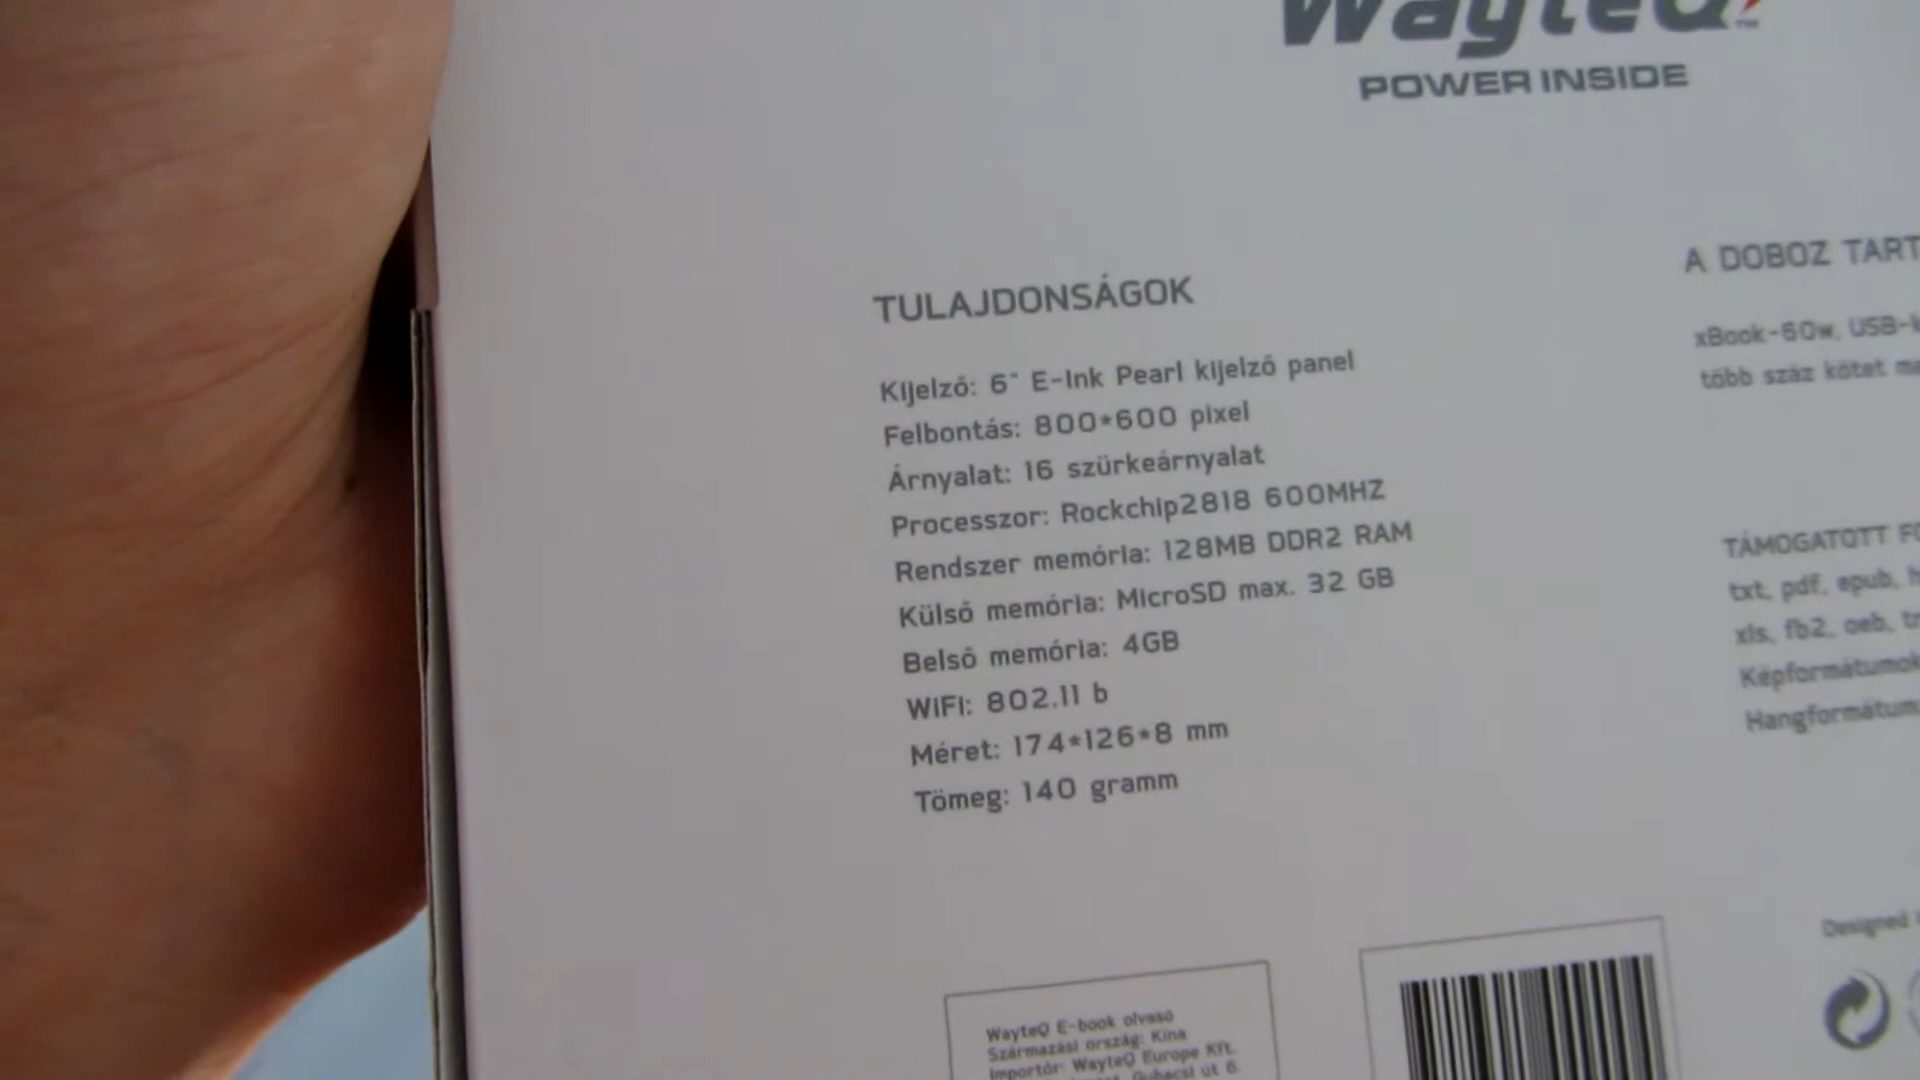 WayteQ
POWER INSIDE
TULAJDONSÁGOK
Kijelző: 6" E-Ink Pearl kijelző panel
Felbontás: 800*600 pixel
Árnyalat: 16 szürkeárnyalat
Processzor: Rockchip2818 600MHZ
Rendszer memória: 128MB DDR2 RAM
Külső memória: MicroSD max. 32 GB
Belső memória: 4GB
WiFi: 802.11 b
Méret: 174*126*8 mm
Tömeg: 140 gramm
A DOBOZ TART
xBook-60w, USB-k
több száz kötet
TÁMOGATOTT
txt, pdf, epub,
xls, fb2, oeb,
Képformátumok
Hangformátum
WayteQ E-book olvasó
Származási ország: Kína
Importőr: WayteQ Europe Kft.
Gubacsi út 6.
Designed